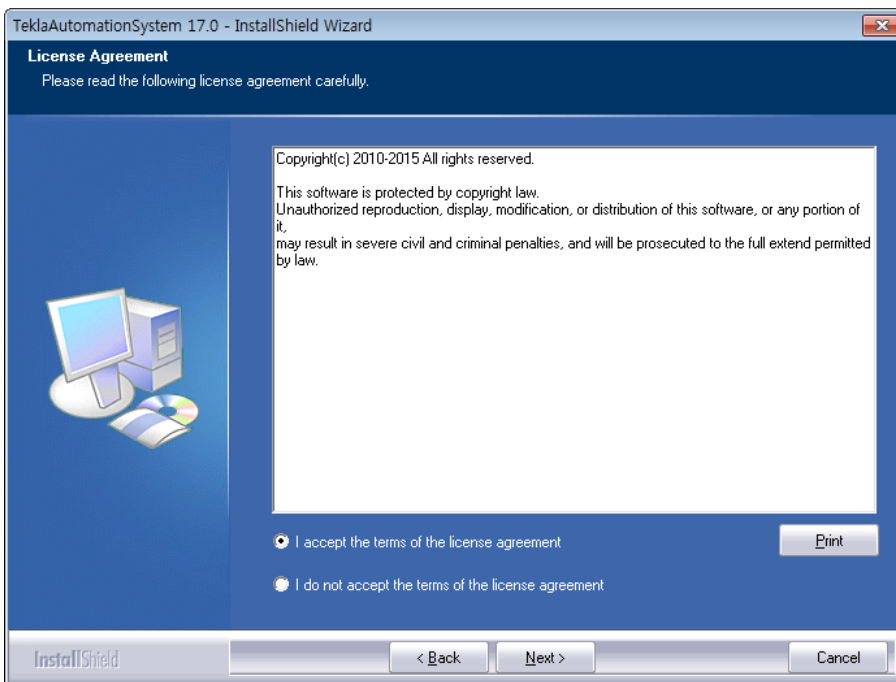 TeklaAutomationSystem 17.0 - InstallShield Wizard
License Agreement
Please read the following license agreement carefully.
Copyright(c) 2010-2015 All rights reserved.
This software is protected by copyright law.
Unauthorized reproduction, display, modification, or distribution of this software, or any portion of
it,
may result in severe civil and criminal penalties, and will be prosecuted to the full extend permitted
by law.
I accept the terms of the license agreement
Print
I do not accept the terms of the license agreement
InstallShield
< Back
Next >
Cancel